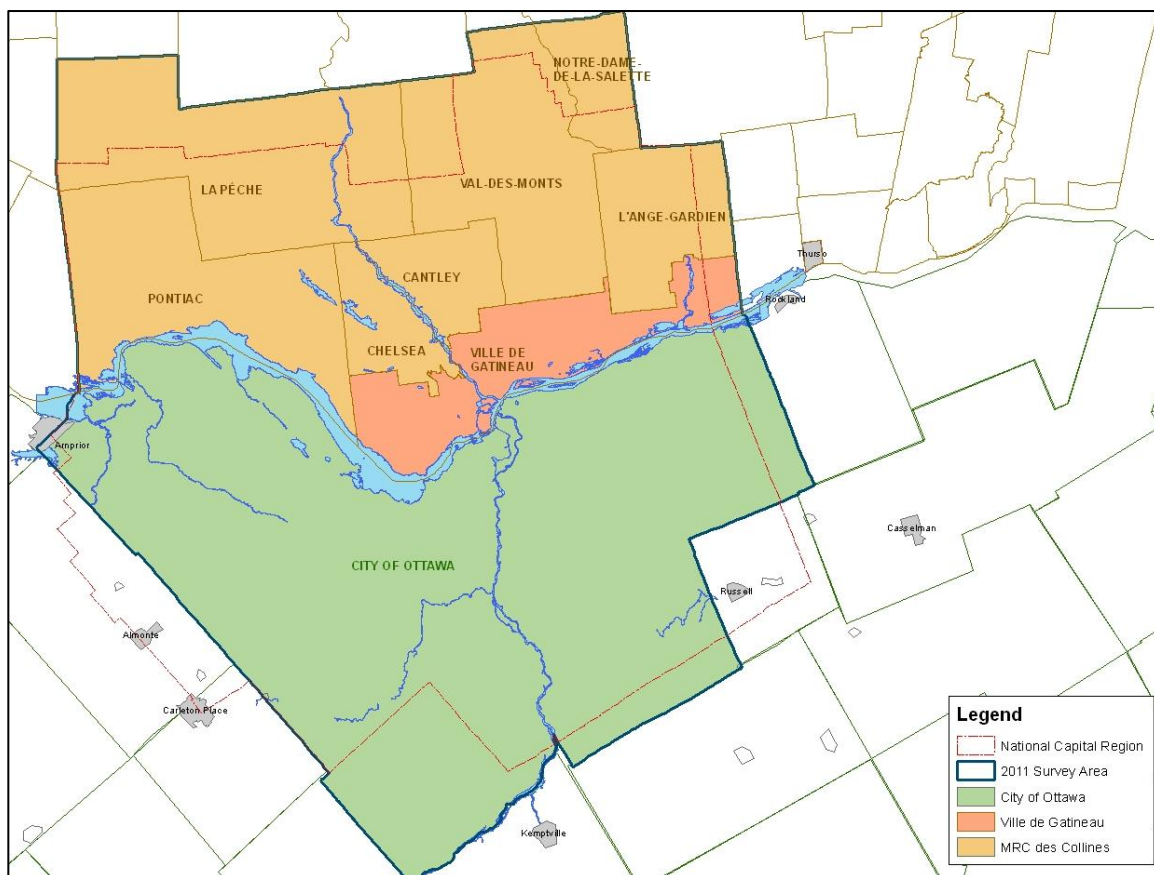 NOTRE-DAME-
DE-LA-SALETTE
LA PÊCHE
VAL-DES-MONTS
L'ANGE-GARDIEN
Thurso
CANTLEY
PONTIAC
Rockland
CHELSEA
VILLE DE
GATINEAU
Arnprior
Casselman
CITY OF OTTAWA
Russell
Almonte
Carleton Place
Kemptville
Legend
National Capital Region
2011 Survey Area
City of Ottawa
Ville de Gatineau
MRC des Collines